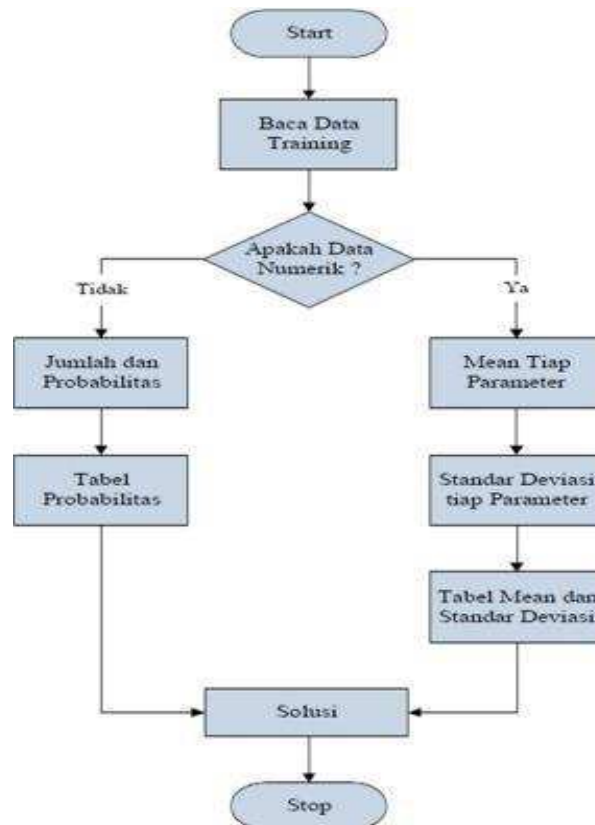 Start
Baca Data
Training
Apakah Data
Numerik ?
Tidak
Ya
Jumlah dan
Probabilitas
Mean Tiap
Parameter
Tabel
Probabilitas
Standar Deviasi
tiap Parameter
Tabel Mean dan
Standar Deviasi
Solusi
Stop